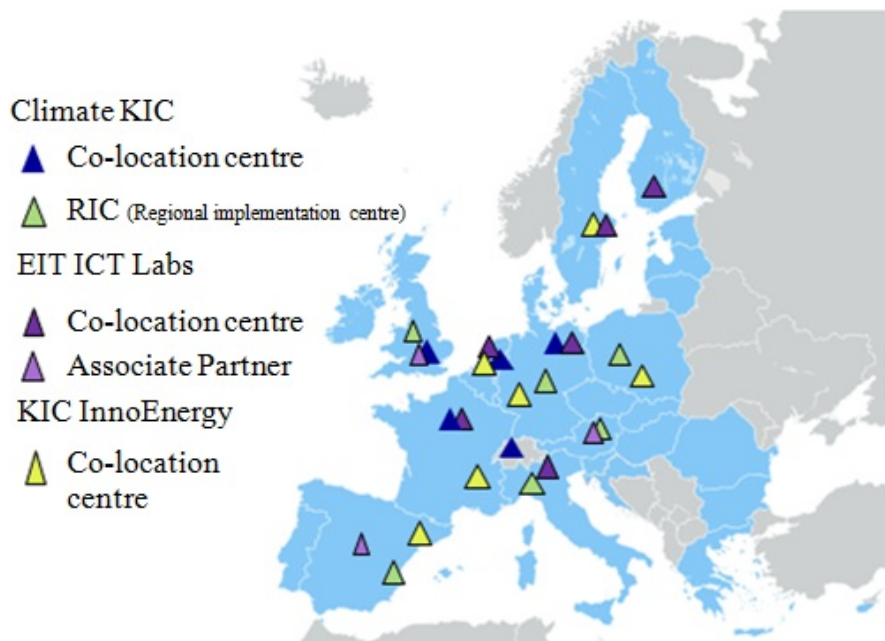 Climate KIC
Co-location centre
RIC (Regional implementation centre)
EIT ICT Labs
Co-location centre
Associate Partner
KIC InnoEnergy
Co-location
centre